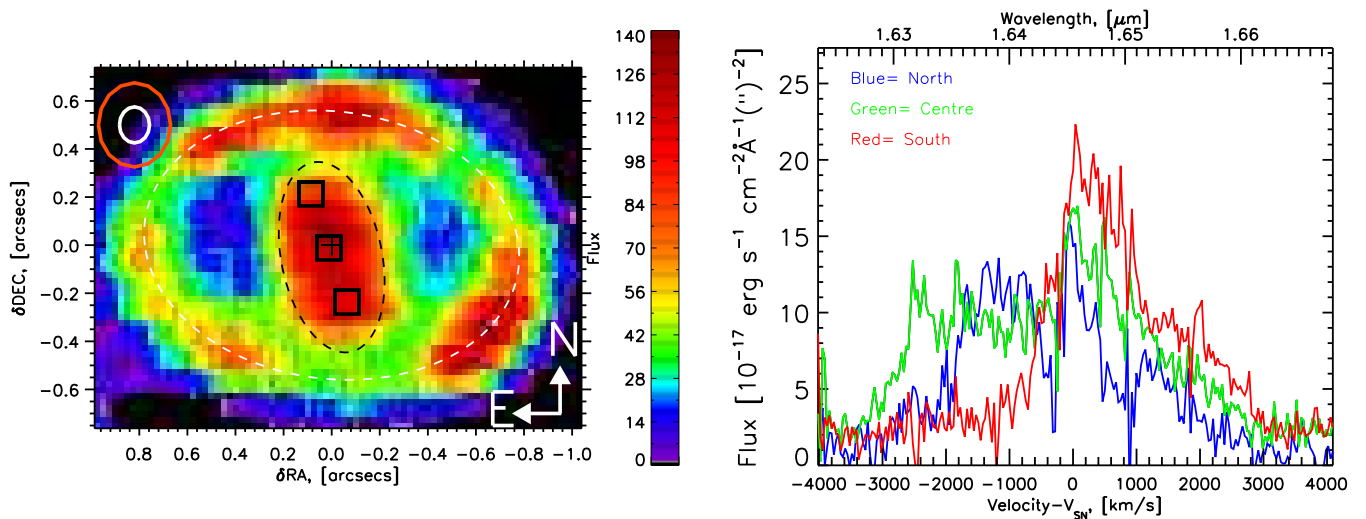 0.6
0.4
0.2
0.0
−0.2
−0.4
−0.6
δDEC, [arcsecs]
0.8 0.6 0.4 0.2 0.0 −0.2 −0.4 −0.6 −0.8 −1.0
δRA, [arcsecs]
N
E
140
126
112
98
84
70
56
42
28
14
0
Flux
Wavelength, [μm]
1.63 1.64 1.65 1.66
Blue= North
Green= Centre
Red= South
25
20
15
10
5
0
Flux [10⁻¹⁷ erg s⁻¹ cm⁻²Å⁻¹(")⁻²]
−4000 −3000 −2000 −1000 0 1000 2000 3000 4000
Velocity−V_SN, [km/s]